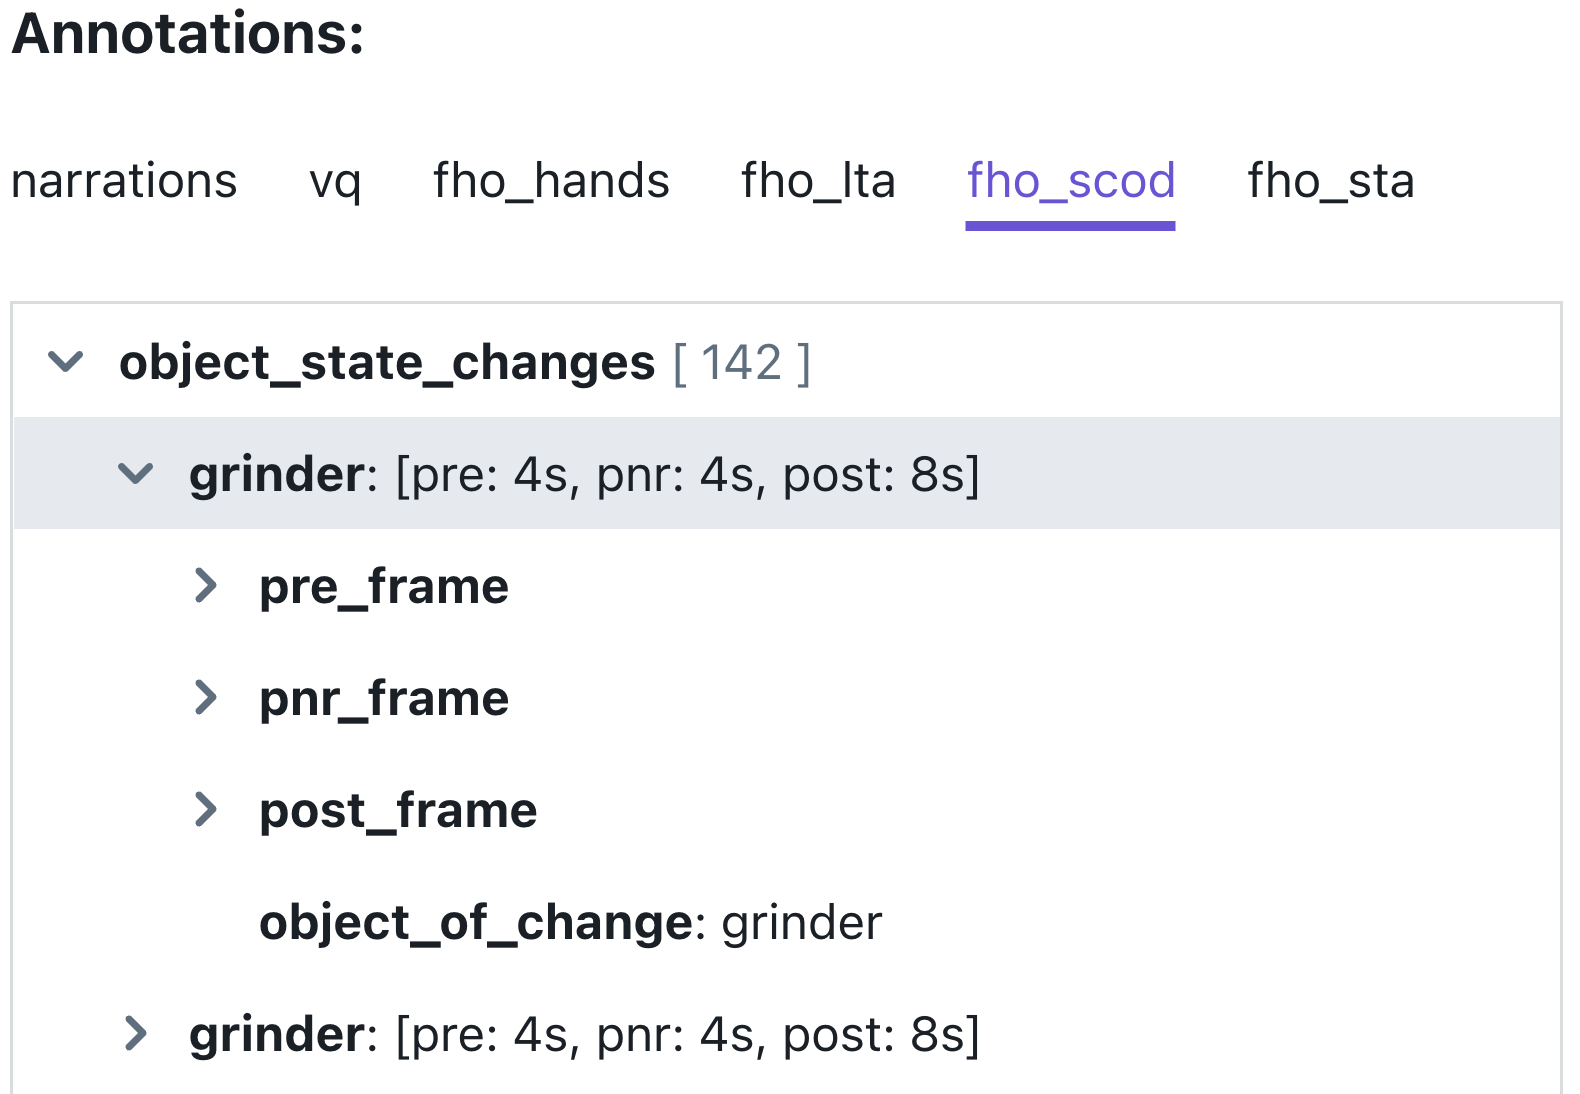 Annotations:
narrations vq fho_hands fho_lta fho_scod fho_sta
object_state_changes [ 142 ]
grinder: [pre: 4s, pnr: 4s, post: 8s]
pre_frame
pnr_frame
post_frame
object_of_change: grinder
grinder: [pre: 4s, pnr: 4s, post: 8s]